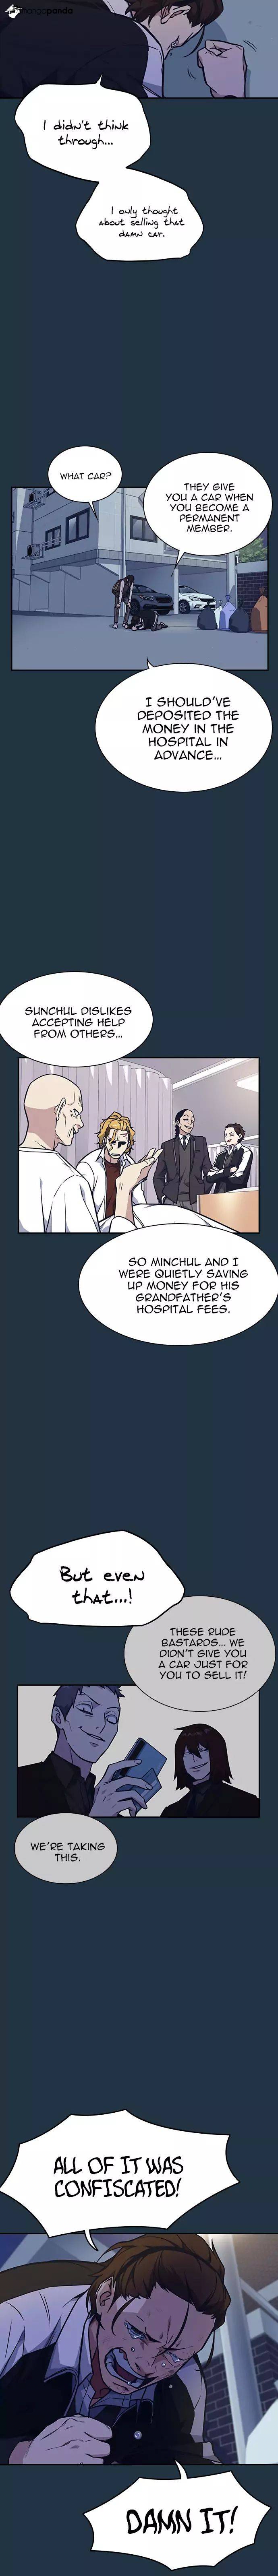 mangapanda
I didn't think
through...
I only thought
about selling that
damn car.
WHAT CAR?
THEY GIVE
YOU A CAR WHEN
YOU BECOME A
PERMANENT
MEMBER.
I SHOULD'VE
DEPOSITED THE
MONEY IN THE
HOSPITAL IN
ADVANCE...
SUNCHUL DISLIKES
ACCEPTING HELP
FROM OTHERS...
SO MINCHUL AND I
WERE QUIETLY SAVING
UP MONEY FOR HIS
GRANDFATHER'S
HOSPITAL FEES.
But even
that...!
THESE RUDE
BASTARDS... WE
DIDN'T GIVE YOU
A CAR JUST FOR
YOU TO SELL IT!
WE'RE TAKING
THIS.
ALL OF IT WAS
CONFISCATED!
DAMN IT!